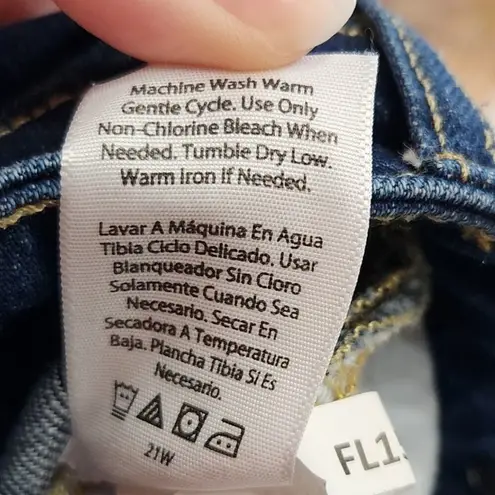 Machine Wash Warm
Gentle Cycle. Use Only
Non-Chlorine Bleach When
Needed. Tumble Dry Low.
Warm Iron If Needed.
Lavar A Máquina En Agua
Tibia Ciclo Delicado. Usar
Blanqueador Sin Cloro
Solamente Cuando Sea
Necesario. Secar En
Secadora A Temperatura
Baja. Plancha Tibia Si Es
Necesario.
21W